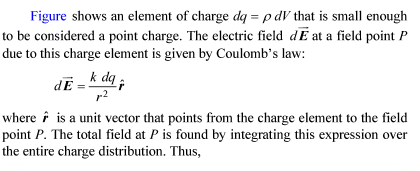 Figure shows an element of charge dq = ρ dV that is small enough
to be considered a point charge. The electric field dE⃗ at a field point P
due to this charge element is given by Coulomb's law:
dE⃗ = k dq / r² r̂
where r̂ is a unit vector that points from the charge element to the field
point P. The total field at P is found by integrating this expression over
the entire charge distribution. Thus,